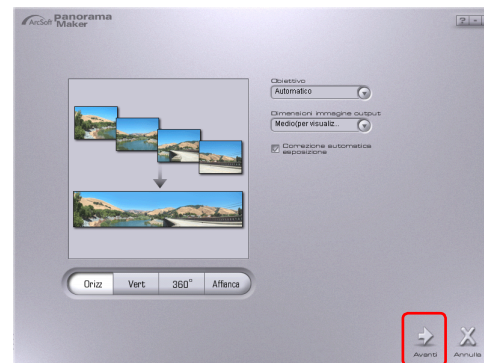 ArcSoft Panorama Maker
? -
Obiettivo
Automatico
Dimensioni immagine output
Medio(per visualiz...
Correzione automatica
esposizione
Orizz Vert 360° Affianca
Avanti Annulla